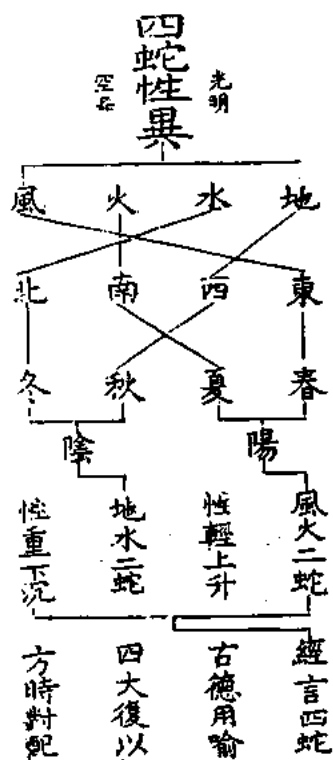 四蛇性異
光明
空品
地 水 火 風
東 西 南 北
春 夏 秋 冬
陽 陰
風火二蛇
性輕上升
地水二蛇
性重下沉
經言四蛇
古德用喻
四大復以
方時對配